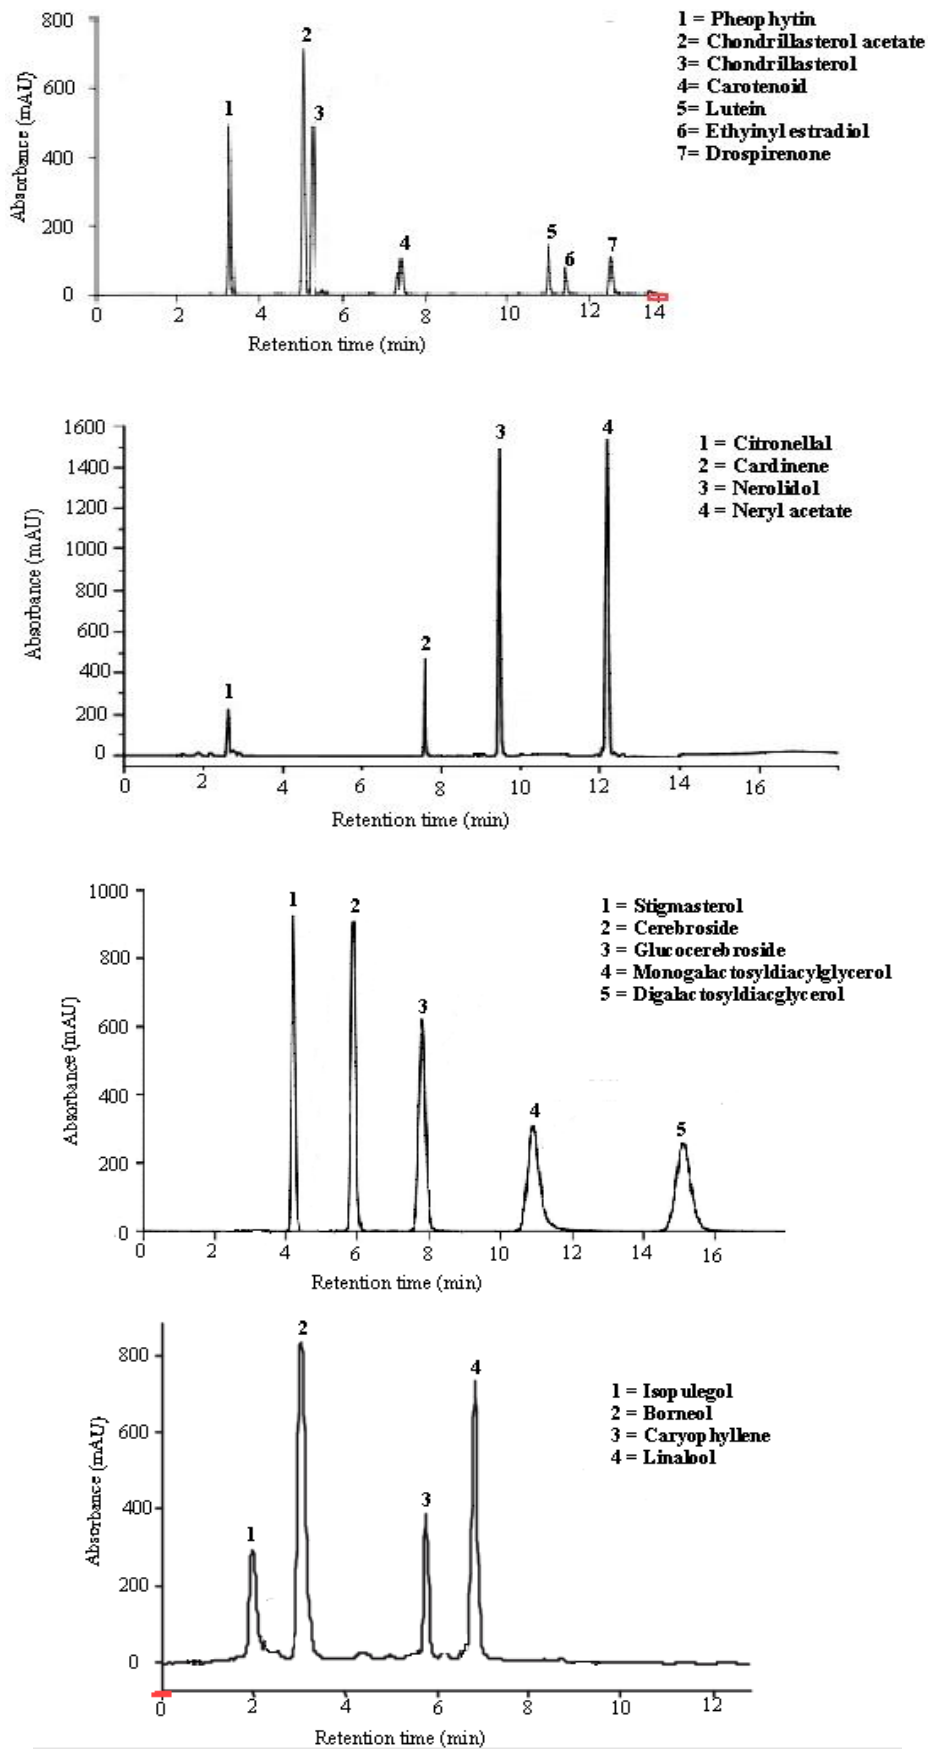 800
600
400
200
0
Absorbance (mAU)
1
2
3
4
5
6
7
0 2 4 6 8 10 12 14
Retention time (min)
1 = Pheophytin
2= Chondrillasterol acetate
3= Chondrillasterol
4= Carotenoid
5= Lutein
6= Ethyinylestradiol
7= Drospirenone
1600
1400
1200
1000
800
600
400
200
0
Absorbance (mAU)
1
2
3
4
0 2 4 6 8 10 12 14 16
Retention time (min)
1 = Citronellal
2 = Cardinene
3 = Nerolidol
4 = Neryl acetate
1000
800
600
400
200
0
Absorbance (mAU)
1
2
3
4
5
0 2 4 6 8 10 12 14 16
Retention time (min)
1 = Stigmasterol
2 = Cerebroside
3 = Glucocerebroside
4 = Monogalactosyldiacylglycerol
5 = Digalactosyldiacglycerol
800
600
400
200
0
Absorbance (mAU)
1
2
3
4
0 2 4 6 8 10 12
Retention time (min)
1 = Isopulegol
2 = Borneol
3 = Caryophyllene
4 = Linalool